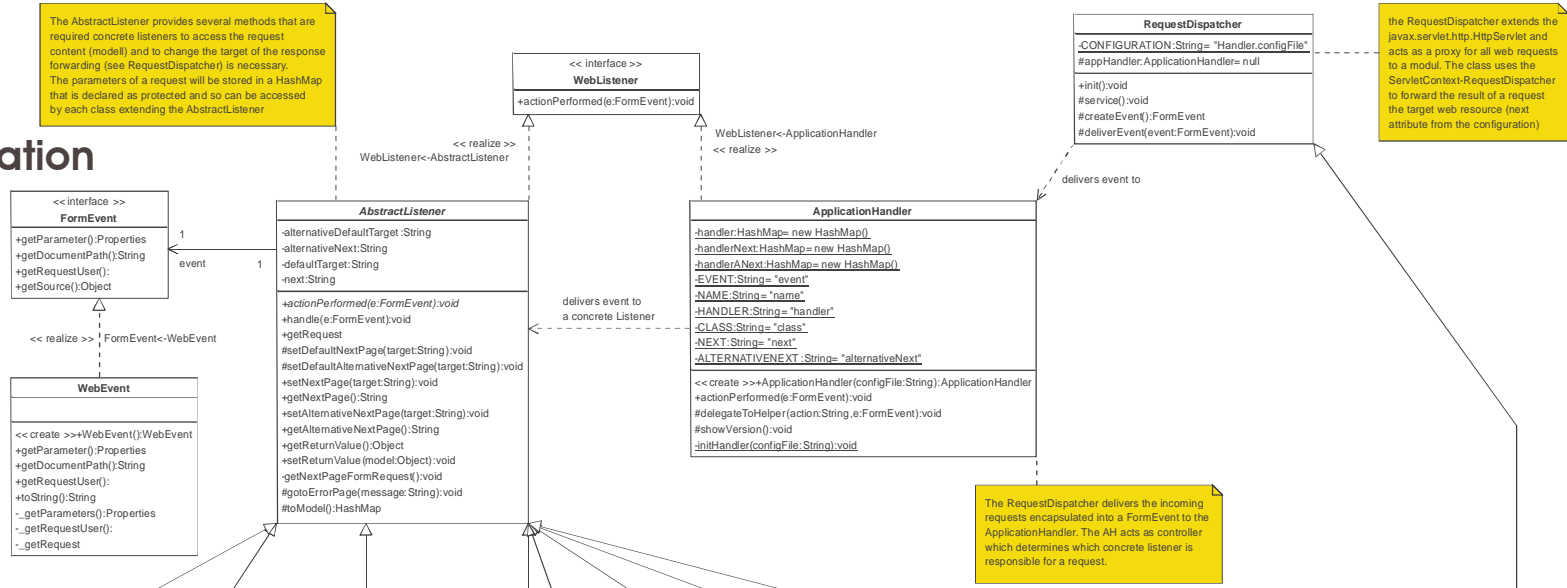 The AbstractListener provides several methods that are
required concrete listeners to access the request
content (modell) and to change the target of the response
forwarding (see RequestDispatcher) is necessary.
The parameters of a request will be stored in a HashMap
that is declared as protected and so can be accessed
by each class extending the AbstractListener
<< interface >>
WebListener
+actionPerformed(e:FormEvent):void
RequestDispatcher
-CONFIGURATION:String= "Handler.configFile"
#appHandler:ApplicationHandler= null
+init():void
#service():void
#createEvent():FormEvent
#deliverEvent(event:FormEvent):void
the RequestDispatcher extends the
javax.servlet.http.HttpServlet and
acts as a proxy for all web requests
to a modul. The class uses the
ServletContext-RequestDispatcher
to forward the result of a request
the target web resource (next
attribute from the configuration)
ation
<< realize >>
WebListener<-AbstractListener
WebListener<-ApplicationHandler
<< realize >>
delivers event to
<< interface >>
FormEvent
+getParameter():Properties
+getDocumentPath():String
+getRequestUser():
+getSource():Object
1
event
1
<< realize >>
FormEvent<-WebEvent
WebEvent
<< create >>+WebEvent():WebEvent
+getParameter():Properties
+getDocumentPath():String
+getRequestUser():
+toString():String
-_getParameters():Properties
-_getRequestUser():
-_getRequest
AbstractListener
-alternativeDefaultTarget:String
-alternativeNext:String
-defaultTarget:String
-next:String
+actionPerformed(e:FormEvent):void
+handle(e:FormEvent):void
+getRequest
#setDefaultNextPage(target:String):void
#setDefaultAlternativeNextPage(target:String):void
+setNextPage(target:String):void
+getNextPage():String
+setAlternativeNextPage(target:String):void
+getAlternativeNextPage():String
+getReturnValue():Object
+setReturnValue(model:Object):void
-getNextPageFormRequest():void
#gotoErrorPage(message:String):void
#toModel():HashMap
delivers event to
a concrete Listener
ApplicationHandler
-handler:HashMap= new HashMap()
-handlerNext:HashMap= new HashMap()
-handlerANext:HashMap= new HashMap()
-EVENT:String= "event"
-NAME:String= "name"
-HANDLER:String= "handler"
-CLASS:String= "class"
-NEXT:String= "next"
-ALTERNATIVENEXT:String= "alternativeNext"
<< create >>+ApplicationHandler(configFile:String):ApplicationHandler
+actionPerformed(e:FormEvent):void
#delegateToHelper(action:String,e:FormEvent):void
#showVersion():void
-initHandler(configFile:String):void
The RequestDispatcher delivers the incoming
requests encapsulated into a FormEvent to the
ApplicationHandler. The AH acts as controller
which determines which concrete listener is
responsible for a request.